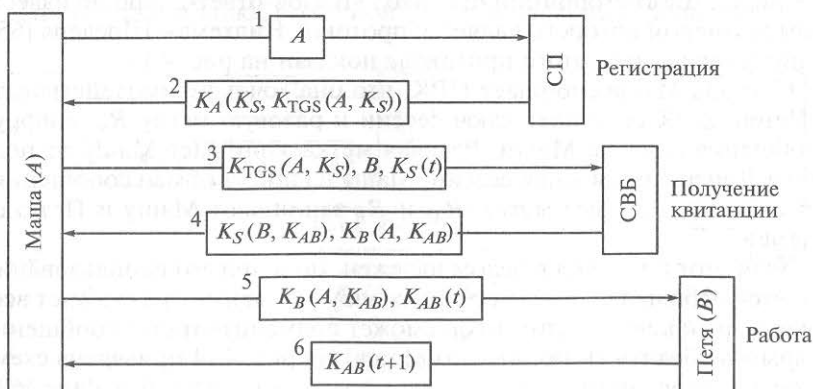 1 A
СП
Регистрация
2 K_A(K_S, K_TGS(A, K_S))
Маша (A)
3 K_TGS(A, K_S), B, K_S(t)
СВБ
Получение
квитанции
4 K_S(B, K_AB), K_B(A, K_AB)
5 K_B(A, K_AB), K_AB(t)
Петя (B)
Работа
6 K_AB(t+1)